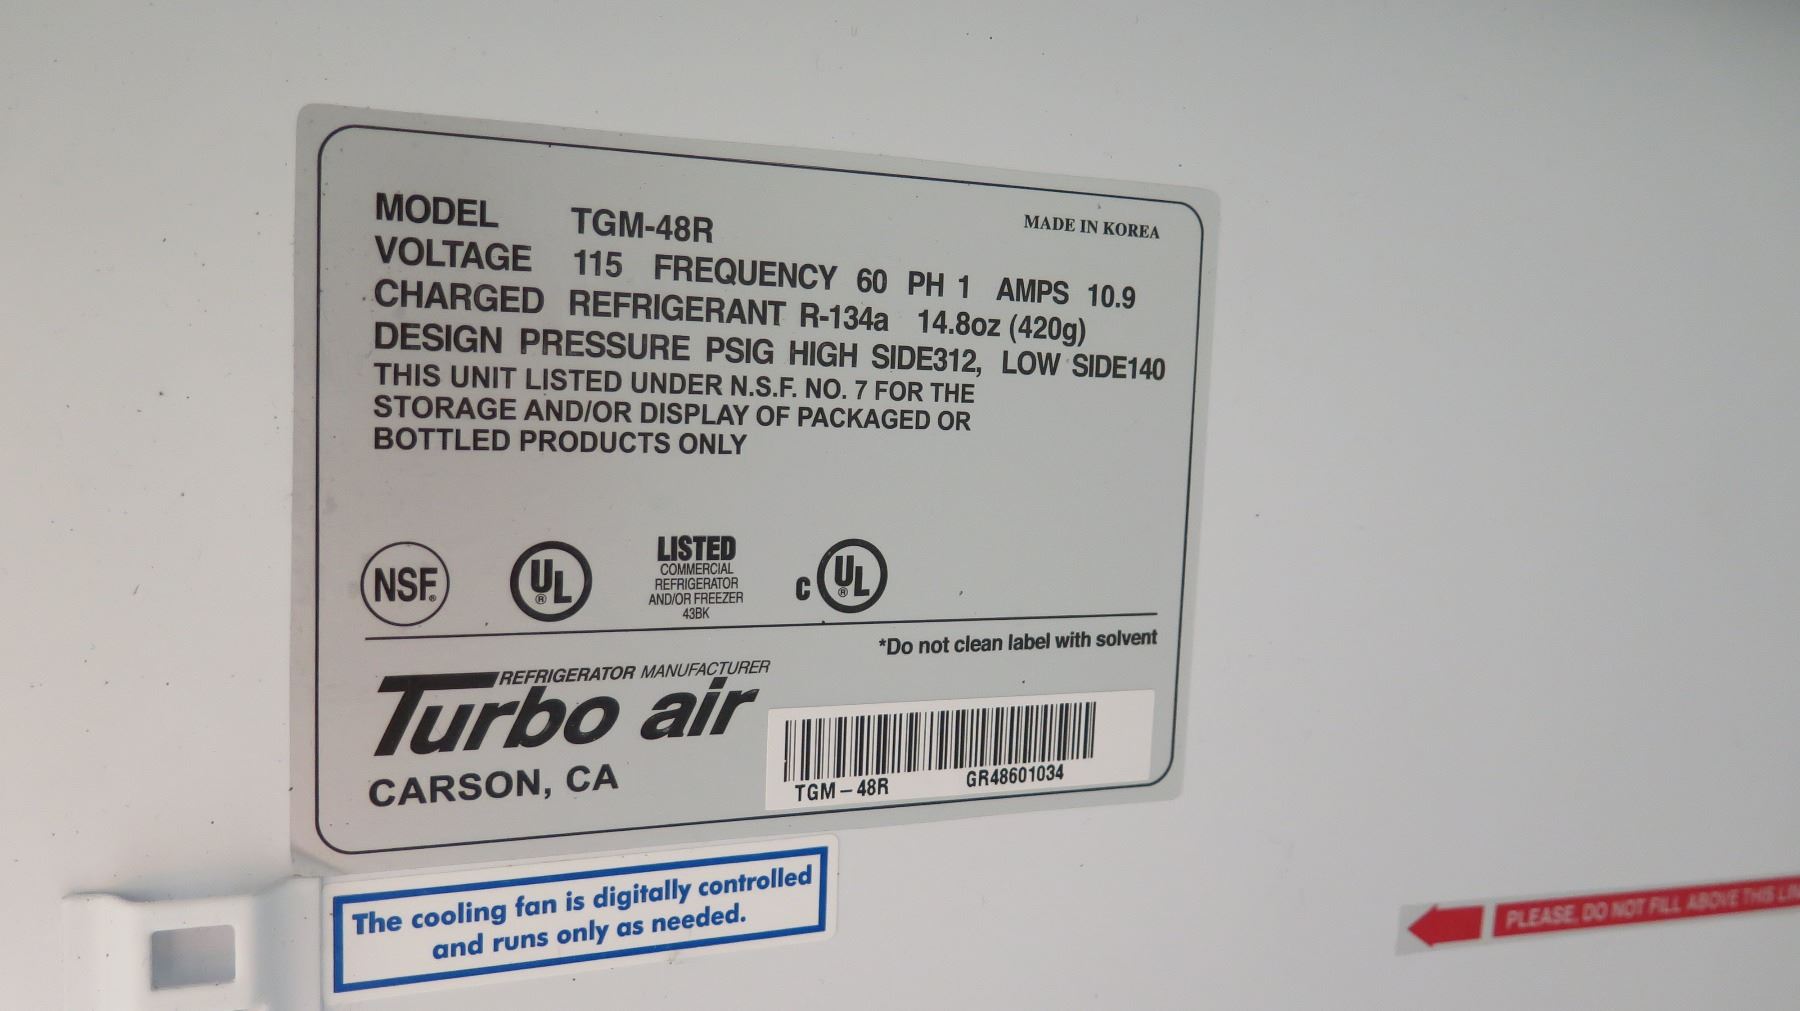 MODEL TGM-48R
MADE IN KOREA
VOLTAGE 115 FREQUENCY 60 PH 1 AMPS 10.9
CHARGED REFRIGERANT R-134a 14.8oz (420g)
DESIGN PRESSURE PSIG HIGH SIDE312, LOW SIDE140
THIS UNIT LISTED UNDER N.S.F. NO. 7 FOR THE
STORAGE AND/OR DISPLAY OF PACKAGED OR
BOTTLED PRODUCTS ONLY
NSF®
UL®
LISTED
COMMERCIAL
REFRIGERATOR
AND/OR FREEZER
43BK
C UL®
*Do not clean label with solvent
REFRIGERATOR MANUFACTURER
Turbo air
CARSON, CA
TGM-48R GR48601034
The cooling fan is digitally controlled
and runs only as needed.
PLEASE, DO NOT FILL ABOVE THIS